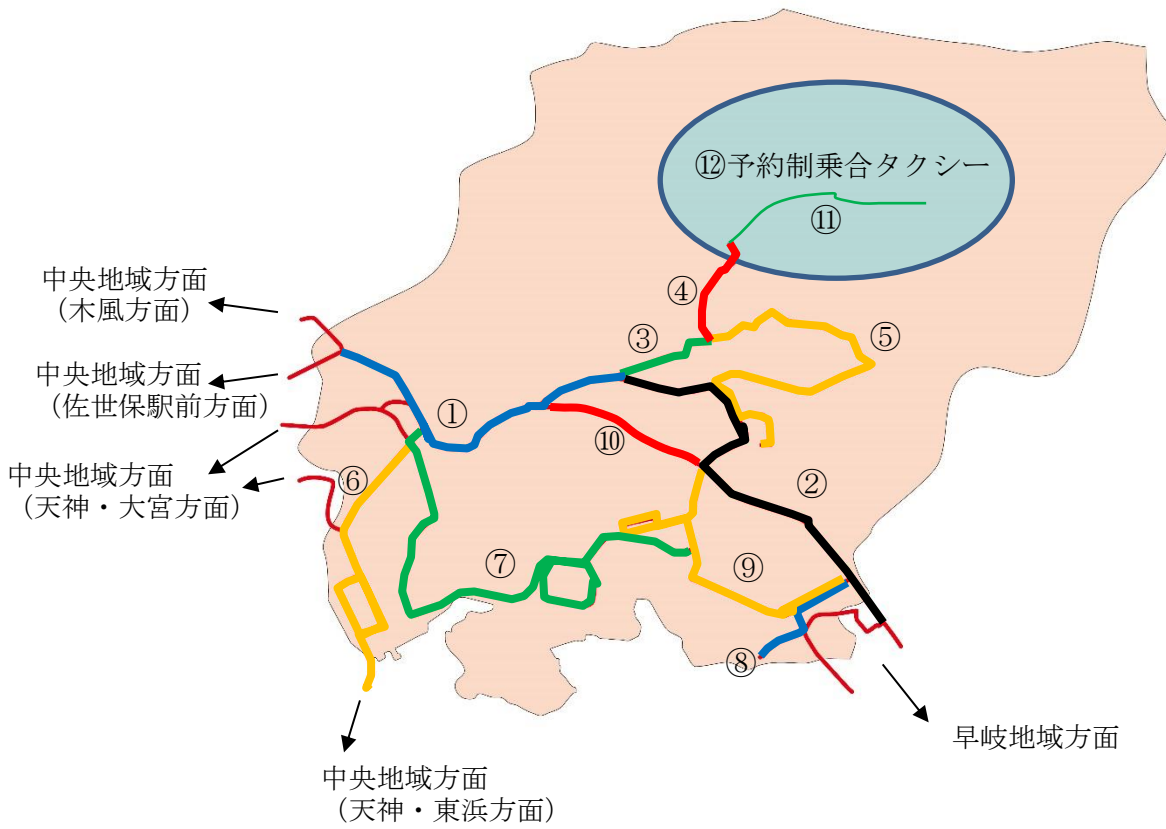 ⑫予約制乗合タクシー
⑪
中央地域方面
（木風方面）
④
③
⑤
中央地域方面
（佐世保駅前方面）
①
⑩
中央地域方面
（天神・大宮方面）
⑥
②
⑦
⑨
⑧
早岐地域方面
中央地域方面
（天神・東浜方面）